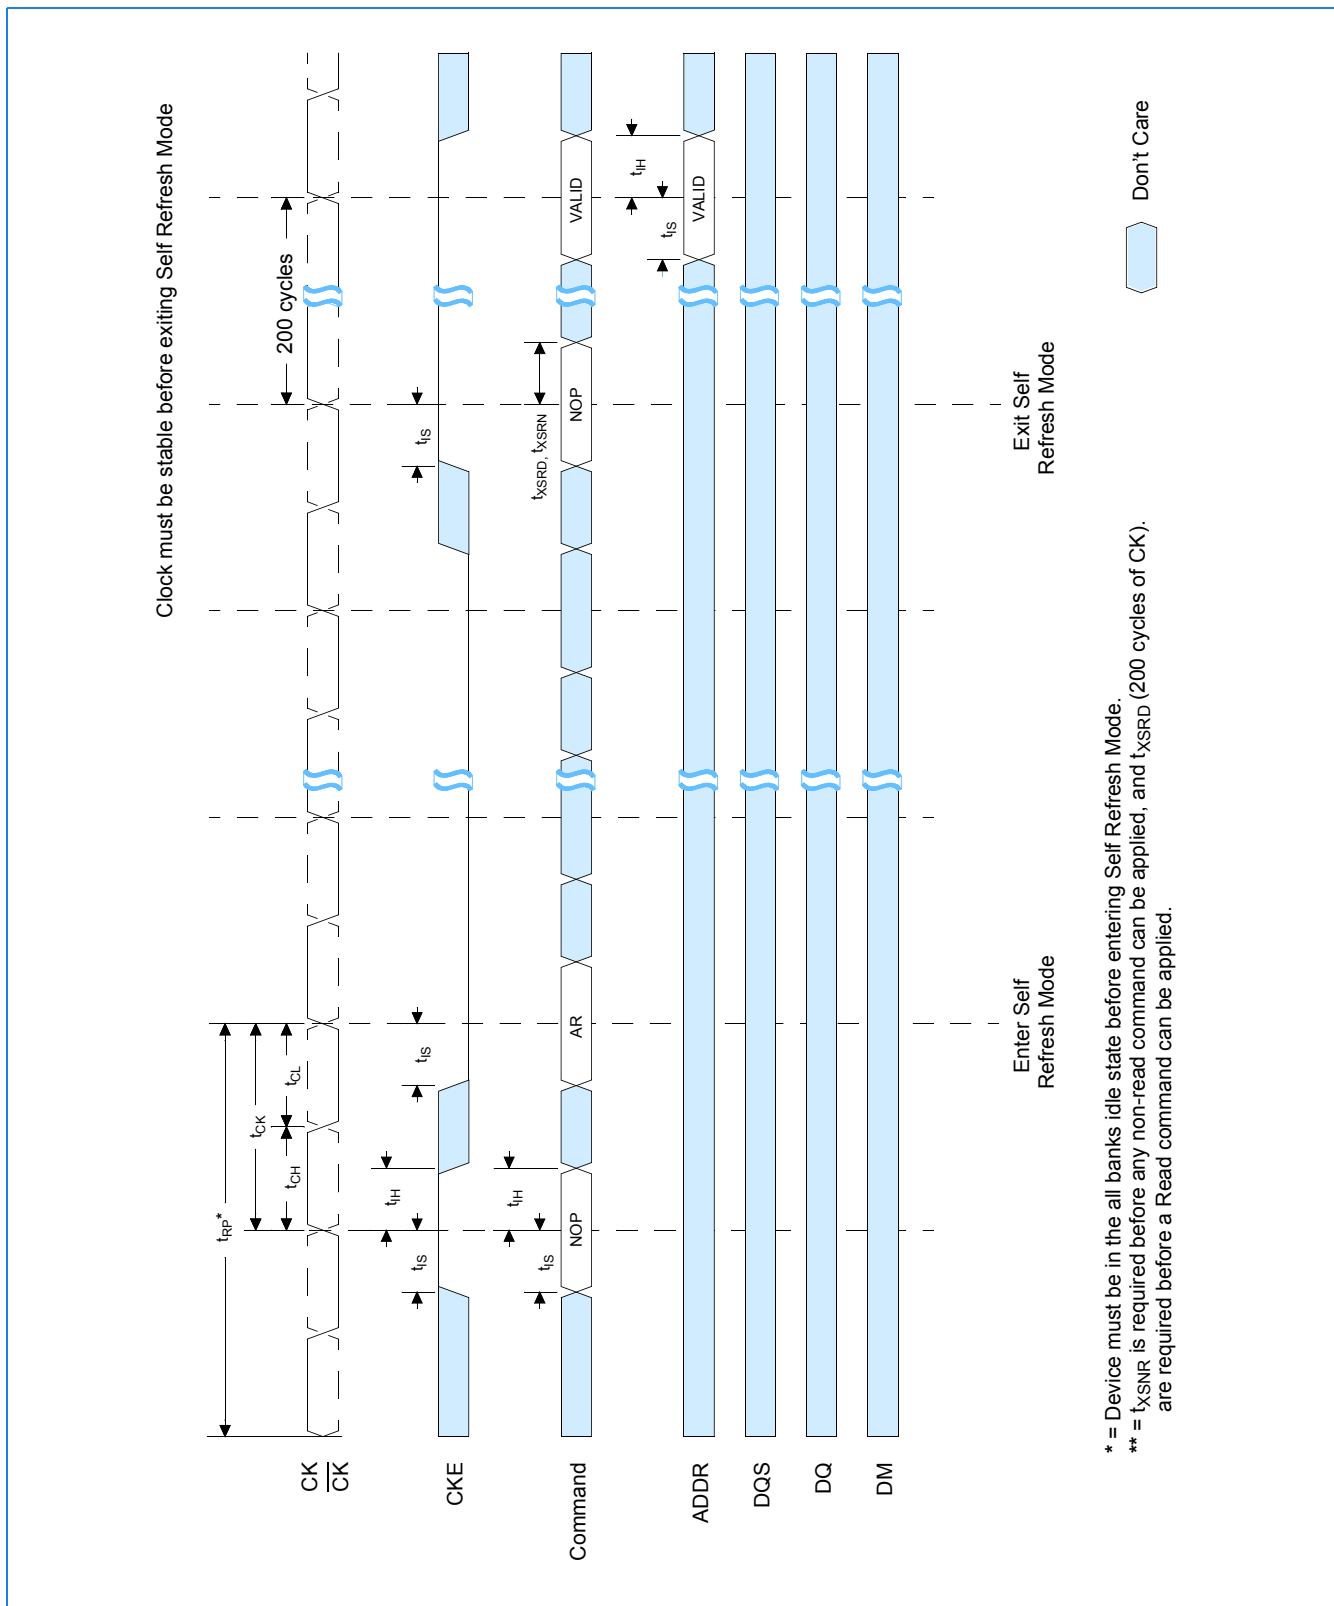 Clock must be stable before exiting Self Refresh Mode
tRP*
tCK
tCH
tCL
200 cycles
CK
CK
tIS
tIH
tIS
tIS
CKE
tIS
tIH
tXSRD, tXSRN
Command
NOP
AR
NOP
VALID
tIS
tIH
ADDR
VALID
DQS
DQ
DM
Enter Self
Refresh Mode
Exit Self
Refresh Mode
* = Device must be in the all banks idle state before entering Self Refresh Mode.
** = tXSNR is required before any non-read command can be applied, and tXSRD (200 cycles of CK).
are required before a Read command can be applied.
Don't Care